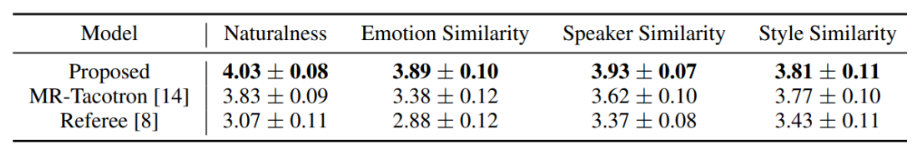 Model Naturalness Emotion Similarity Speaker Similarity Style Similarity
Proposed 4.03 ± 0.08 3.89 ± 0.10 3.93 ± 0.07 3.81 ± 0.11
MR-Tacotron [14] 3.83 ± 0.09 3.38 ± 0.12 3.62 ± 0.10 3.77 ± 0.10
Referee [8] 3.07 ± 0.11 2.88 ± 0.12 3.37 ± 0.08 3.43 ± 0.11